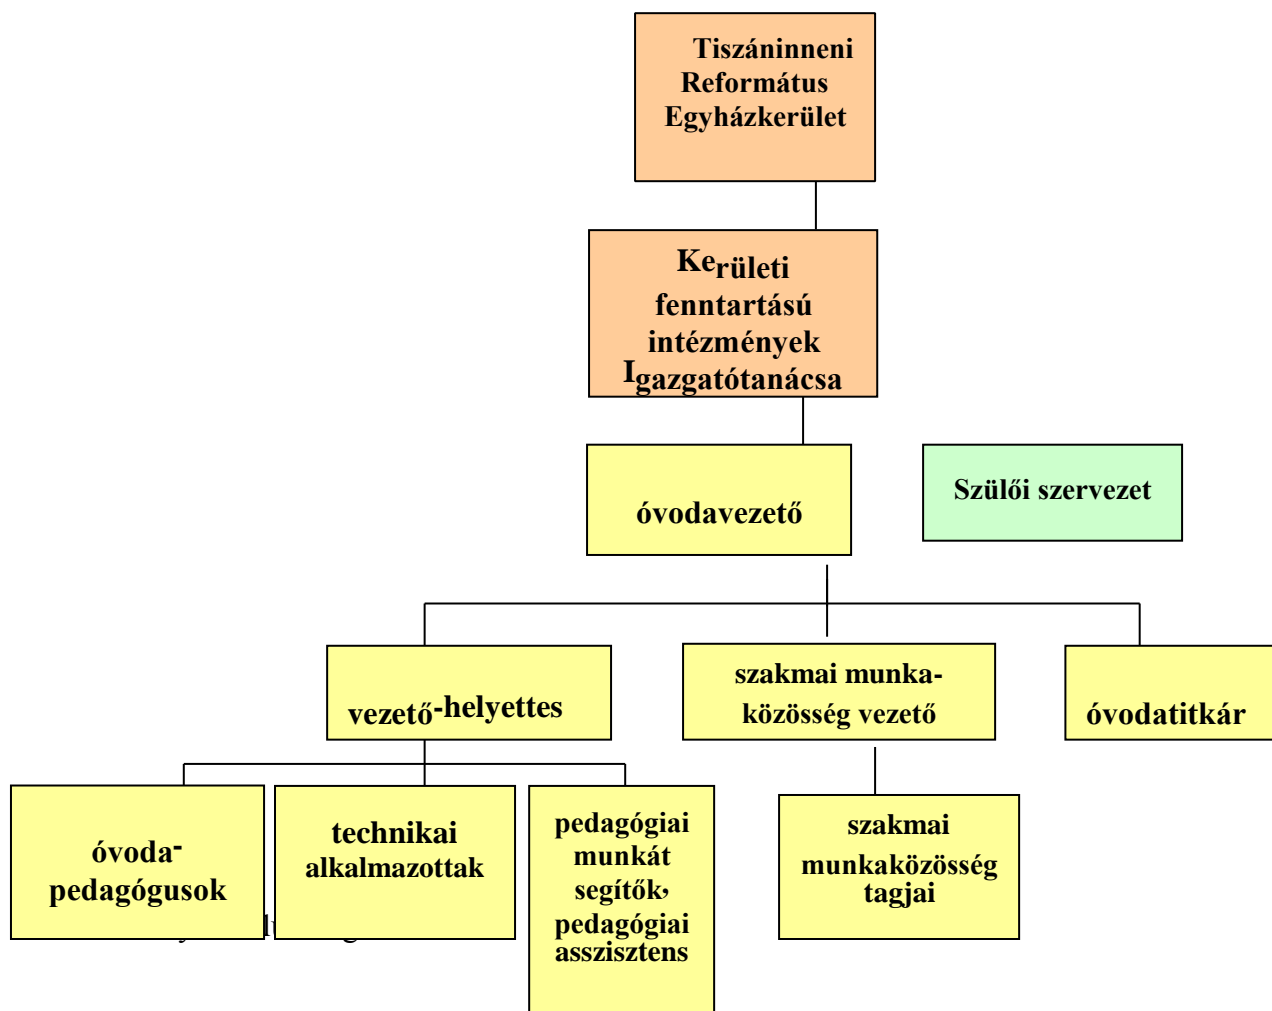 Tiszáninneni
Református
Egyházkerület
Kerületi
fenntartású
intézmények
Igazgatótanácsa
óvodavezető
Szülői szervezet
vezető-helyettes
szakmai munka-
közösség vezető
óvodatitkár
óvoda-
pedagógusok
technikai
alkalmazottak
pedagógiai
munkát
segítők,
pedagógiai
asszisztens
szakmai
munkaközösség
tagjai